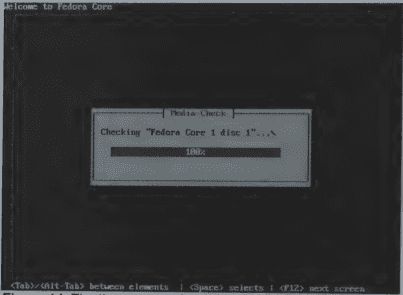 Welcome to Fedora Core
Media Check
Checking "Fedora Core 1 disc 1"...\
100%
<Tab>/<Alt-Tab> between elements | <Space> selects | <F12> next screen